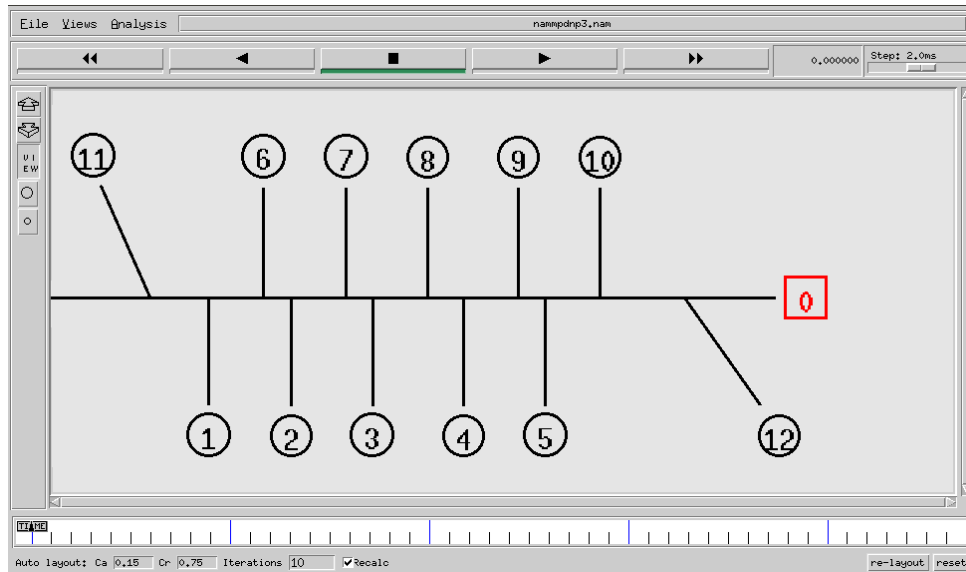 File Views Analysis nammpdnp3.nam
0.000000 Step: 2.0ms
VI
EW
11 6 7 8 9 10
0
1 2 3 4 5 12
TIME
Auto layout: Ca 0.15 Cr 0.75 Iterations 10 Recalc re-layout reset